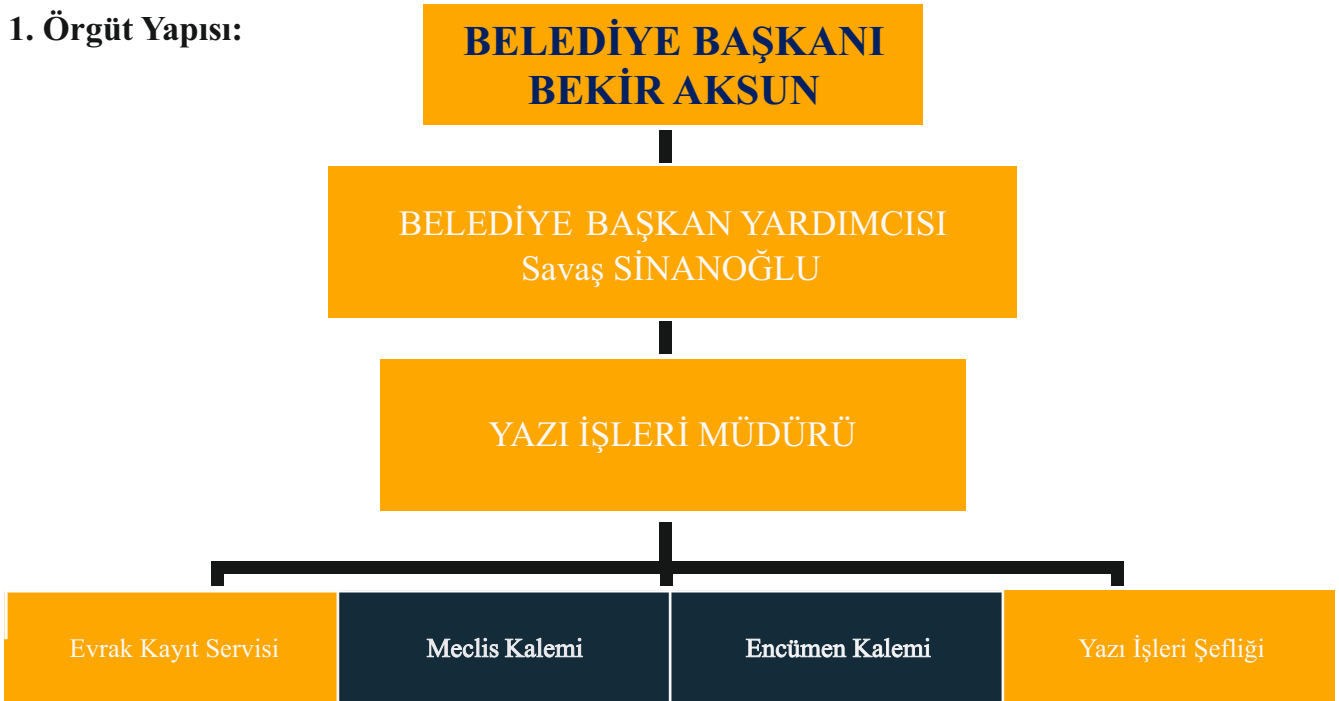 1. Örgüt Yapısı:
BELEDİYE BAŞKANI
BEKİR AKSUN
BELEDİYE BAŞKAN YARDIMCISI
Savaş SİNANOĞLU
YAZI İŞLERİ MÜDÜRÜ
Evrak Kayıt Servisi
Meclis Kalemi
Encümen Kalemi
Yazı İşleri Şefliği